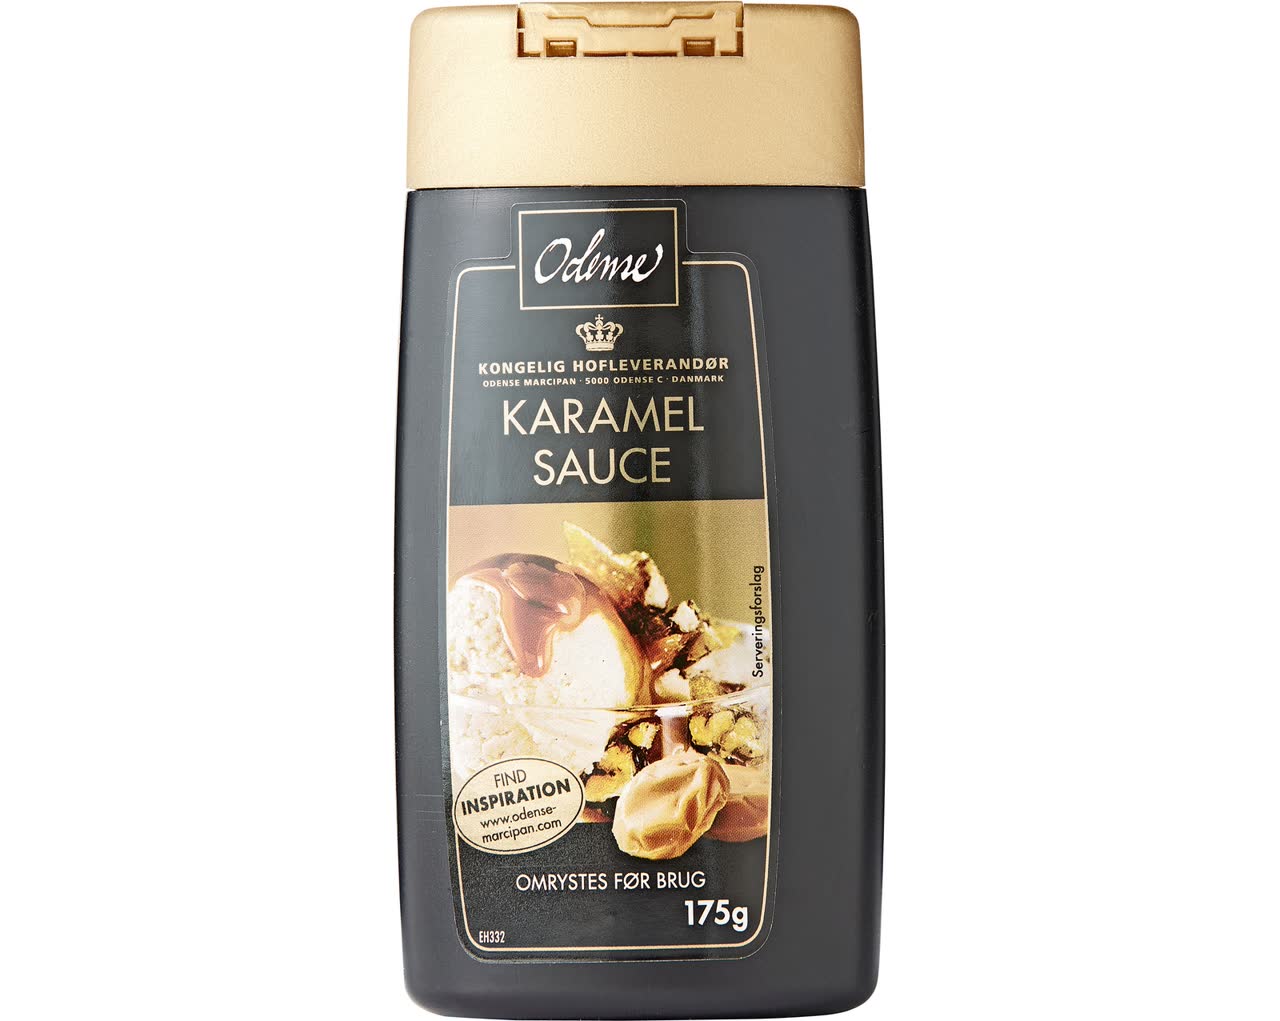 Odense
KONGELIG HOFLEVERANDØR
ODENSE MARCIPAN · 5000 ODENSE C · DANMARK
KARAMEL
SAUCE
Serveringsforslag
FIND
INSPIRATION
www.odense-
marcipan.com
OMRYSTES FØR BRUG
175g
EH332